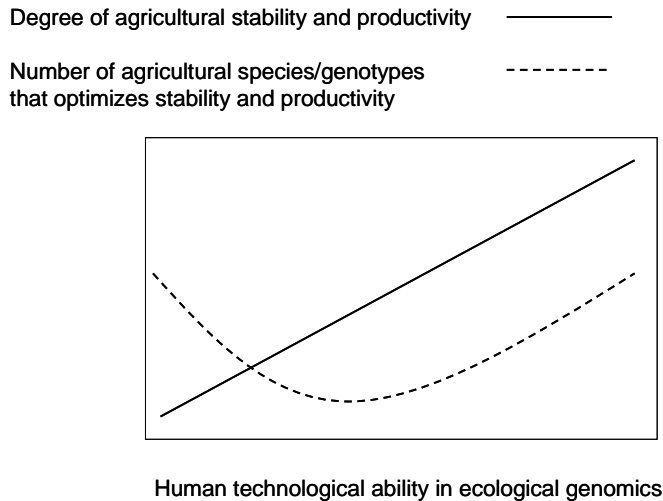 Degree of agricultural stability and productivity
Number of agricultural species/genotypes
that optimizes stability and productivity
Human technological ability in ecological genomics